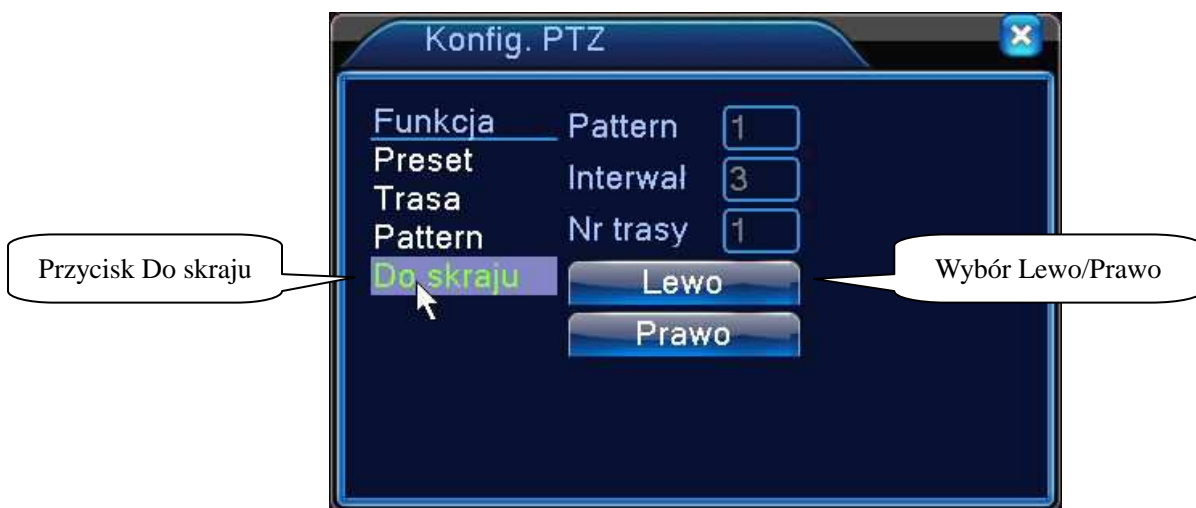 Konfig. PTZ
Funkcja
Preset
Trasa
Pattern
Do skraju
Pattern 1
Interwał 3
Nr trasy 1
Lewo
Prawo
Przycisk Do skraju
Wybór Lewo/Prawo